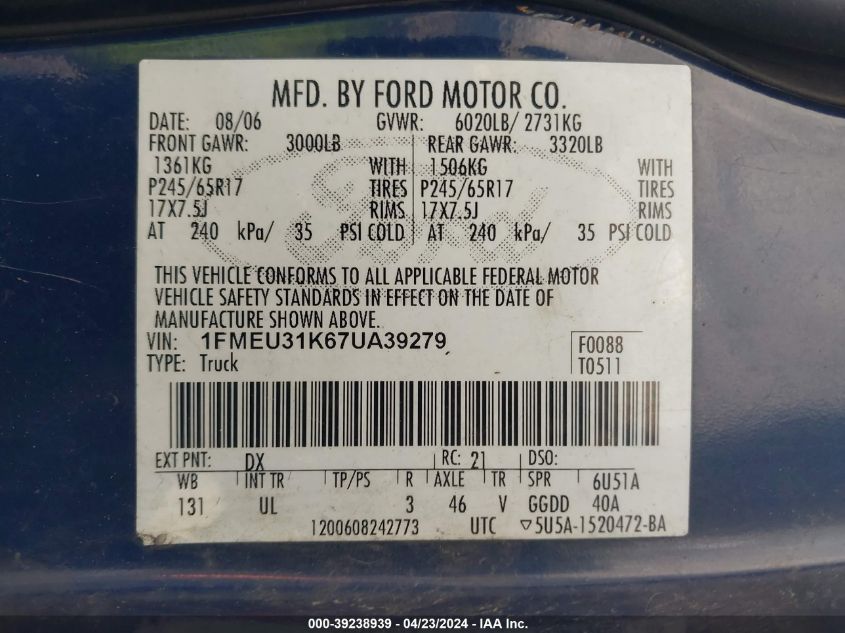 MFD. BY FORD MOTOR CO.
DATE: 08/06 GVWR: 6020LB/ 2731KG
FRONT GAWR: 3000LB REAR GAWR: 3320LB
1361KG WITH 1506KG WITH
P245/65R17 TIRES P245/65R17 TIRES
17X7.5J RIMS 17X7.5J RIMS
AT 240 kPa/ 35 PSI COLD AT 240 kPa/ 35 PSI COLD
THIS VEHICLE CONFORMS TO ALL APPLICABLE FEDERAL MOTOR
VEHICLE SAFETY STANDARDS IN EFFECT ON THE DATE OF
MANUFACTURE SHOWN ABOVE.
VIN: 1FMEU31K67UA39279 F0088
TYPE: Truck T0511
EXT PNT: DX RC: 21 DSO:
WB INT TR TP/PS R AXLE TR SPR 6U51A
131 UL 3 46 V GGDD 40A
1200608242773 UTC ▽5U5A-1520472-BA
000-39238939 - 04/23/2024 - IAA Inc.